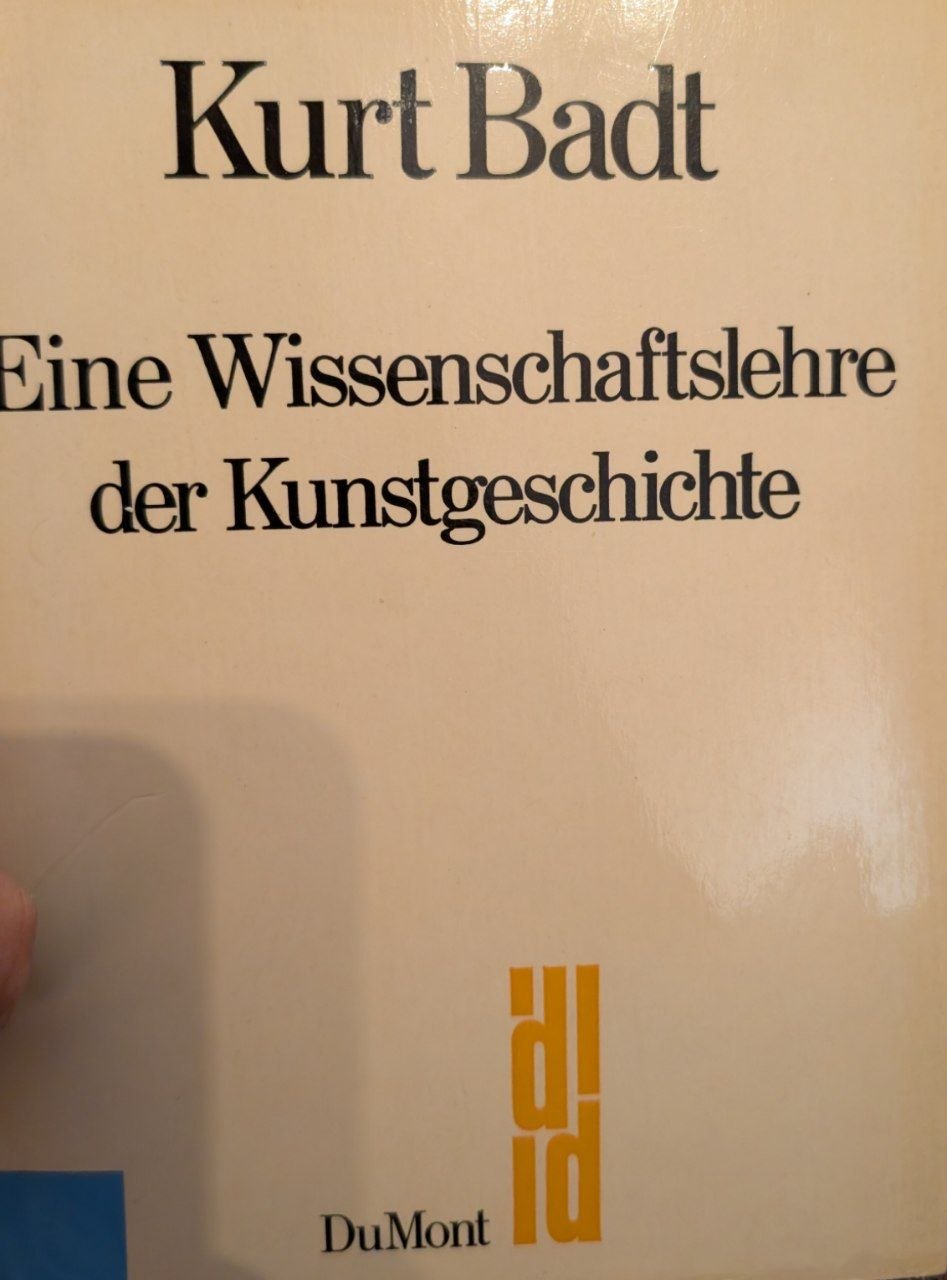 Kurt Badt
Eine Wissenschaftslehre
der Kunstgeschichte
DuMont